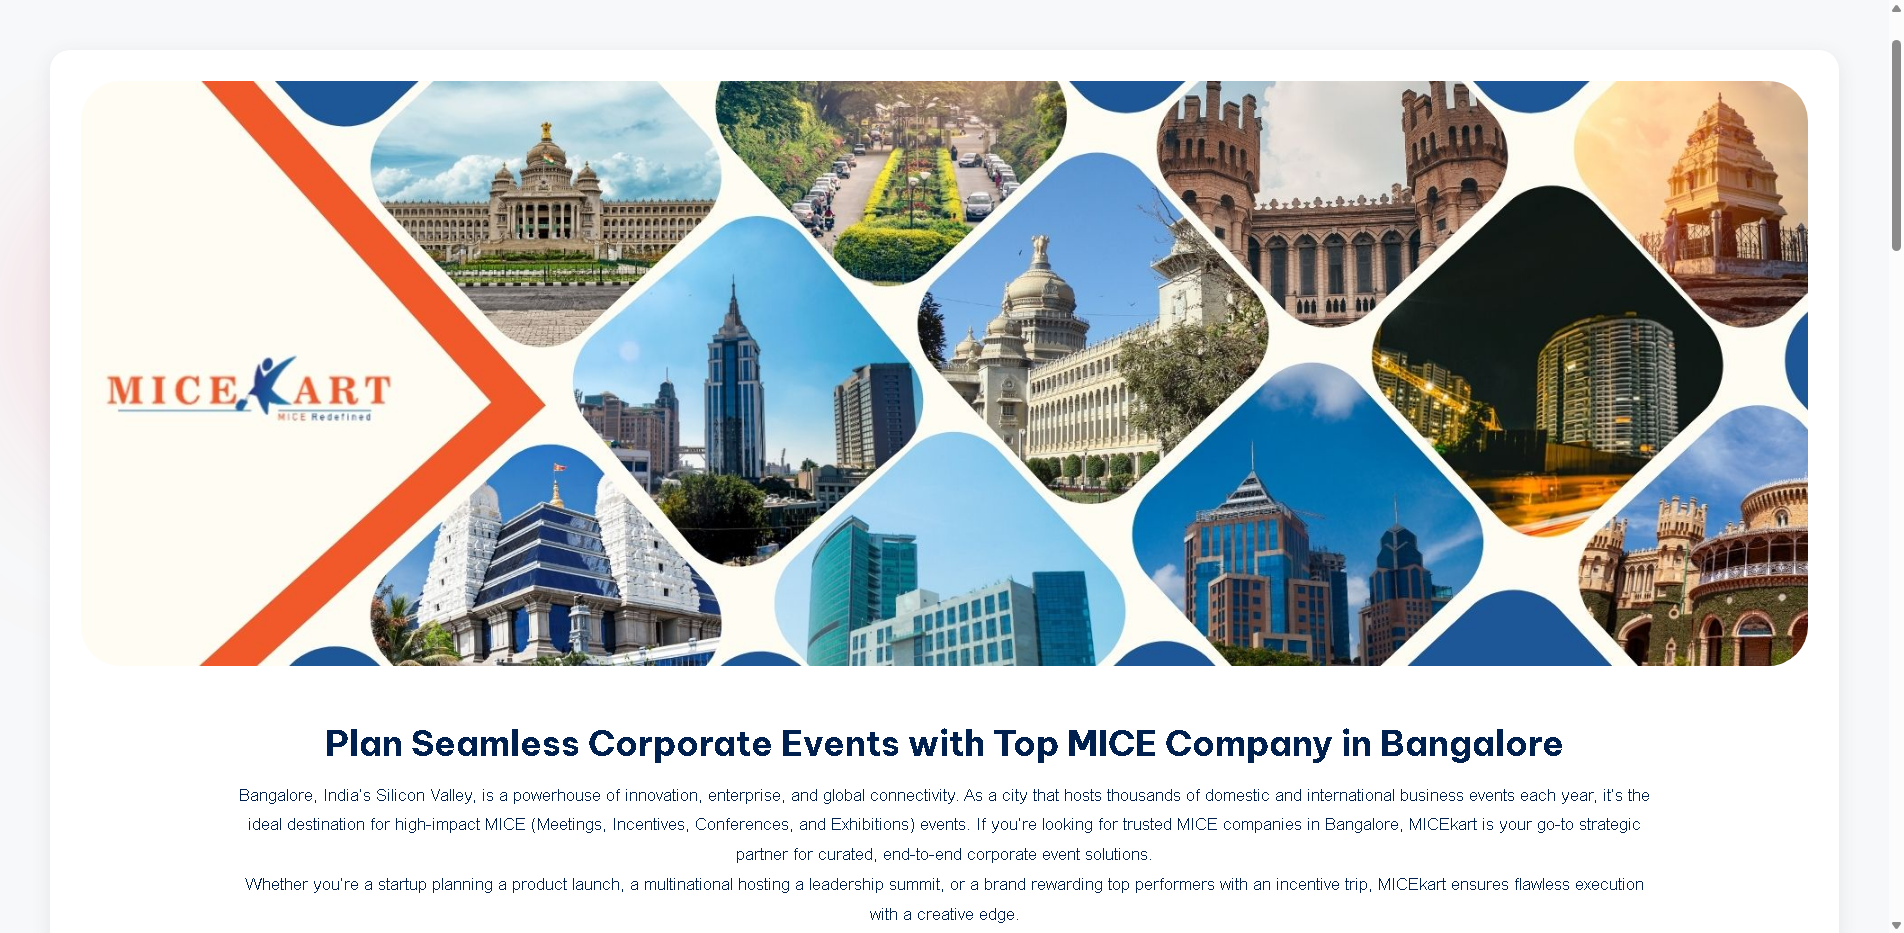 MICEKART
MICE Redefined
Plan Seamless Corporate Events with Top MICE Company in Bangalore
Bangalore, India's Silicon Valley, is a powerhouse of innovation, enterprise, and global connectivity. As a city that hosts thousands of domestic and international business events each year, it's the
ideal destination for high-impact MICE (Meetings, Incentives, Conferences, and Exhibitions) events. If you're looking for trusted MICE companies in Bangalore, MICEkart is your go-to strategic
partner for curated, end-to-end corporate event solutions.
Whether you're a startup planning a product launch, a multinational hosting a leadership summit, or a brand rewarding top performers with an incentive trip, MICEkart ensures flawless execution
with a creative edge.